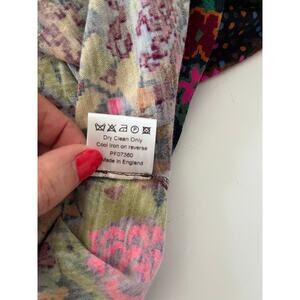 Dry Clean Only
Cool Iron on reverse
PF07360
Made in England